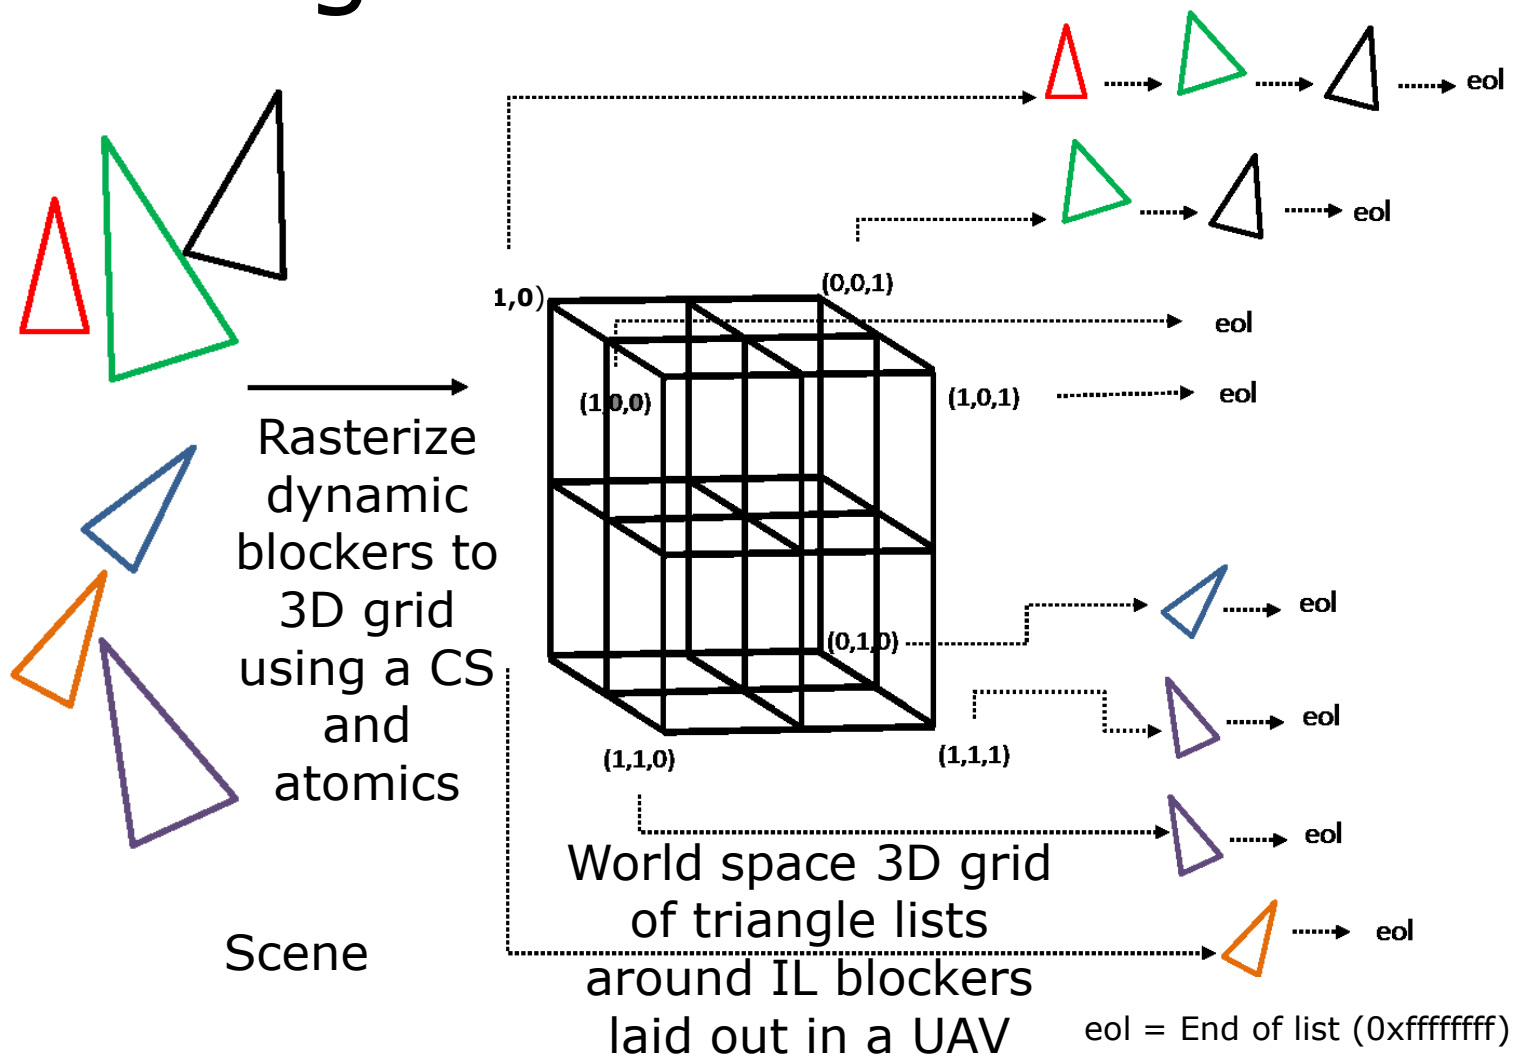 g
eol
eol
1,0)
(0,0,1)
eol
(1,0,0)
(1,0,1)
eol
Rasterize
dynamic
blockers to
3D grid
using a CS
and
atomics
eol
(0,1,0)
eol
(1,1,0)
(1,1,1)
eol
World space 3D grid
of triangle lists
around IL blockers
laid out in a UAV
Scene
eol
eol = End of list (0xffffffff)